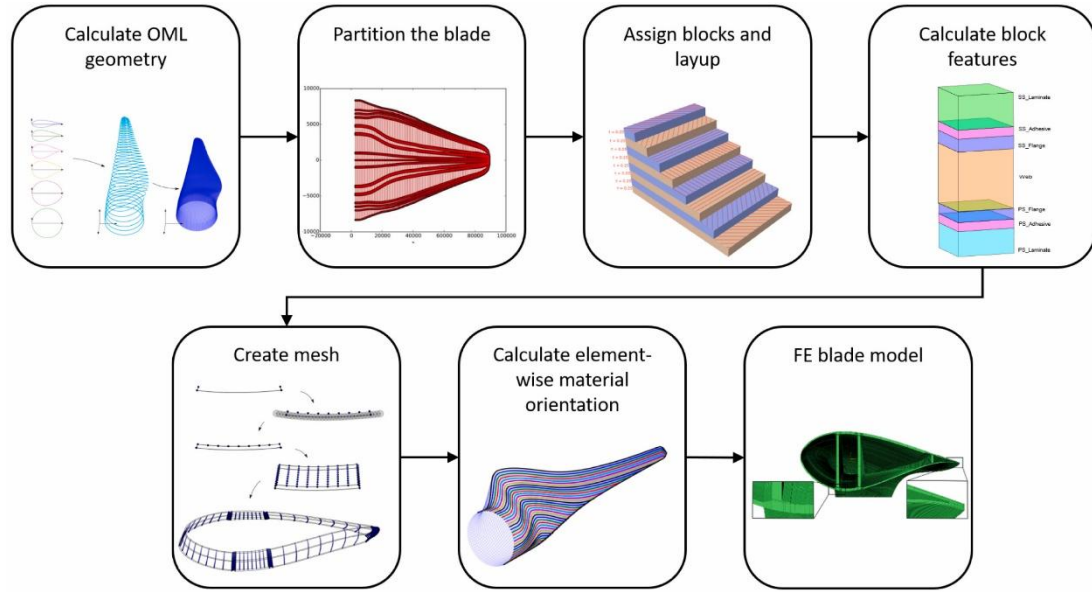 Calculate OML
geometry
Partition the blade
Assign blocks and
layup
Calculate block
features
10000
5000
0
-5000
-10000
-20000 0 20000 40000 60000 80000 100000
SS_Laminate
SS_Adhesive
SS_Flange
Web
PS_Flange
PS_Adhesive
PS_Laminate
Create mesh
Calculate element-
wise material
orientation
FE blade model